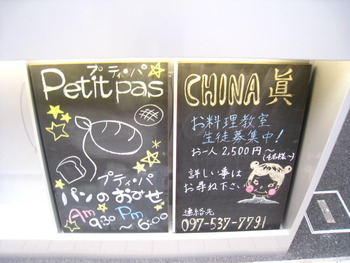 プティ・パ
Petit pas
プティ・パ
パンのおみせ
Am Pm
9:30 〜 6:00
CHINA 眞
お料理教室
生徒募集中!
お一人 2,500円〜
詳しい事は
お尋ね下さい。
連絡先
097-537-7791